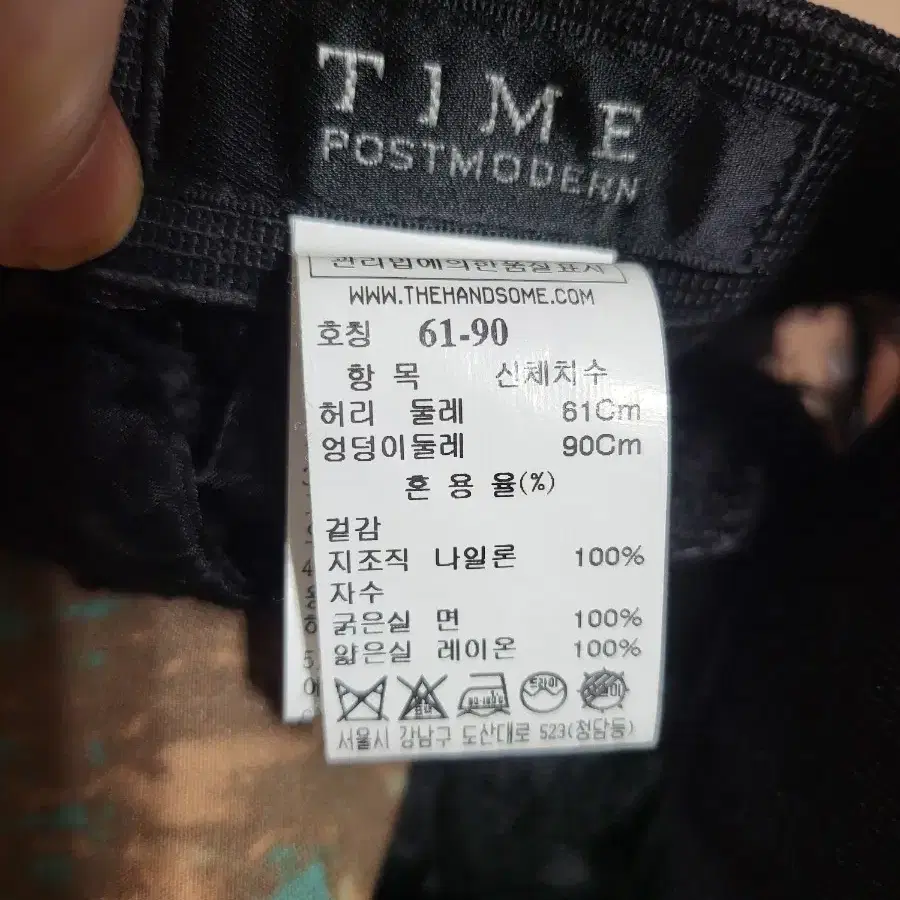 TIME
POSTMODERN
관리법에의한품질표시
WWW.THEHANDSOME.COM
호칭 61-90
항 목 신체치수
허리 둘레 61Cm
엉덩이둘레 90Cm
혼 용 율(%)
겉감
지조직 나일론 100%
자수
굵은실 면 100%
얇은실 레이온 100%
드라이
서울시 강남구 도산대로 523(청담동)